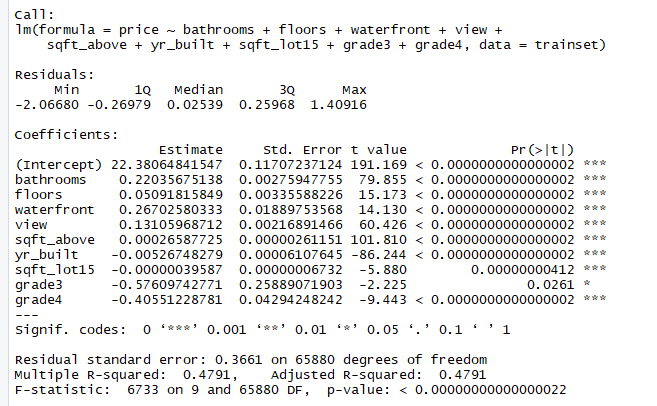 Call:
lm(formula = price ~ bathrooms + floors + waterfront + view +
    sqft_above + yr_built + sqft_lot15 + grade3 + grade4, data = trainset)
Residuals:
     Min       1Q   Median       3Q      Max
-2.06680 -0.26979  0.02539  0.25968  1.40916
Coefficients:
                 Estimate    Std. Error t value             Pr(>|t|)
(Intercept) 22.38064841547  0.11707237124 191.169 < 0.0000000000000002 ***
bathrooms    0.22035675138  0.00275947755  79.855 < 0.0000000000000002 ***
floors       0.05091815849  0.00335588226  15.173 < 0.0000000000000002 ***
waterfront   0.26702580333  0.01889753568  14.130 < 0.0000000000000002 ***
view         0.13105968712  0.00216891466  60.426 < 0.0000000000000002 ***
sqft_above   0.00026587725  0.00000261151 101.810 < 0.0000000000000002 ***
yr_built    -0.00526748279  0.00006107645 -86.244 < 0.0000000000000002 ***
sqft_lot15  -0.00000039587  0.00000006732  -5.880        0.00000000412 ***
grade3      -0.57609742771  0.25889071903  -2.225               0.0261 *
grade4      -0.40551228781  0.04294248242  -9.443 < 0.0000000000000002 ***
---
Signif. codes:  0 ‘***’ 0.001 ‘**’ 0.01 ‘*’ 0.05 ‘.’ 0.1 ‘ ’ 1
Residual standard error: 0.3661 on 65880 degrees of freedom
Multiple R-squared:  0.4791,    Adjusted R-squared:  0.4791
F-statistic:  6733 on 9 and 65880 DF,  p-value: < 0.00000000000000022